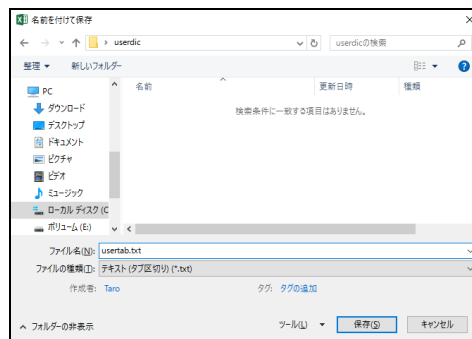 名前を付けて保存
userdic
userdicの検索
整理 新しいフォルダー
名前 更新日時 種類
検索条件に一致する項目はありません。
PC
ダウンロード
デスクトップ
ドキュメント
ピクチャ
ビデオ
ミュージック
ローカル ディスク (C
ボリューム (E:)
ファイル名(N): usertab.txt
ファイルの種類(T): テキスト (タブ区切り) (*.txt)
作成者: Taro タグ: タグの追加
フォルダーの非表示 ツール(L) 保存(S) キャンセル